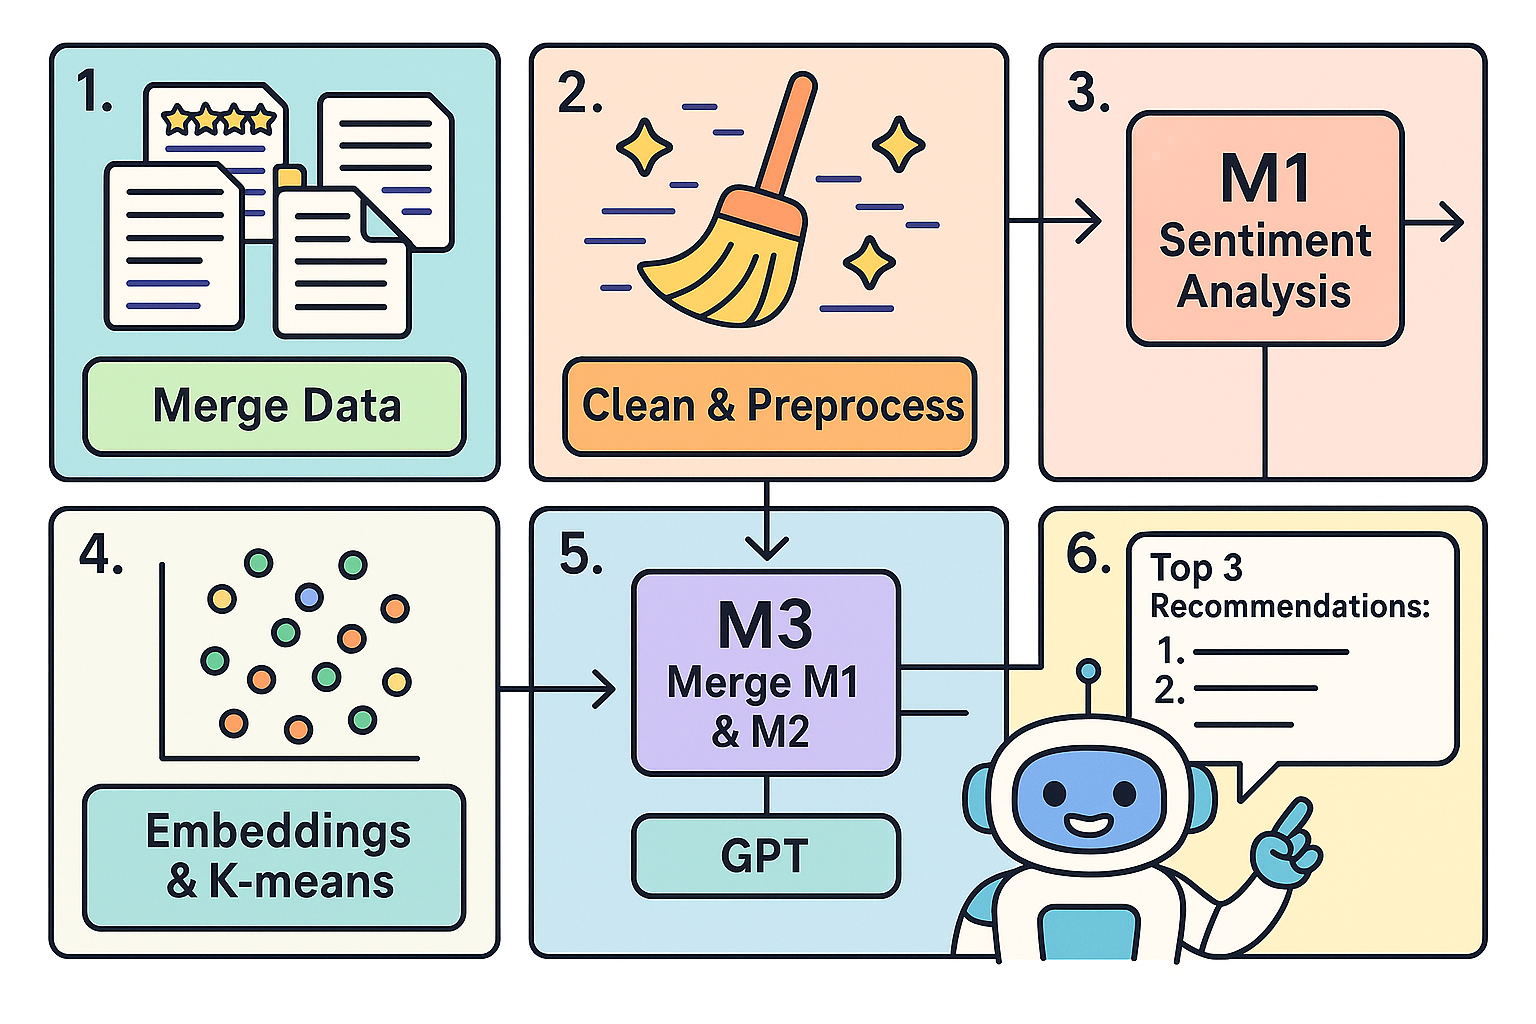 1.
Merge Data
2.
Clean & Preprocess
3.
M1
Sentiment
Analysis
4.
Embeddings
& K-means
5.
M3
Merge M1
& M2
GPT
6.
Top 3
Recommendations:
1.
2.